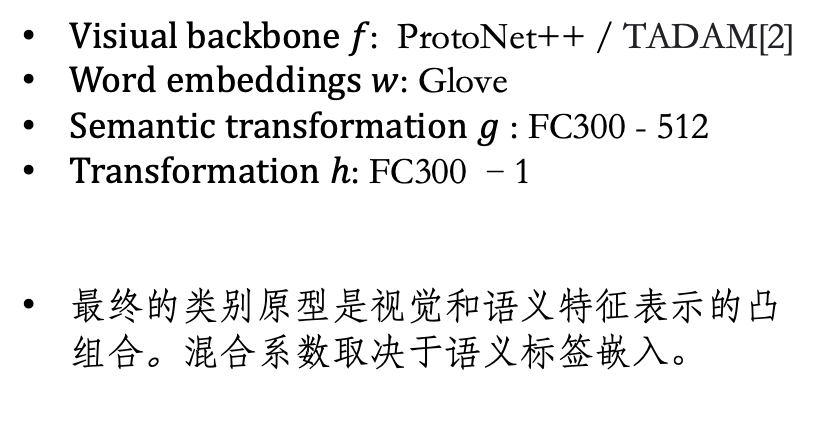 • Visiual backbone f: ProtoNet++ / TADAM[2]
• Word embeddings w: Glove
• Semantic transformation g : FC300 - 512
• Transformation h: FC300 – 1
• 最终的类别原型是视觉和语义特征表示的凸
组合。混合系数取决于语义标签嵌入。